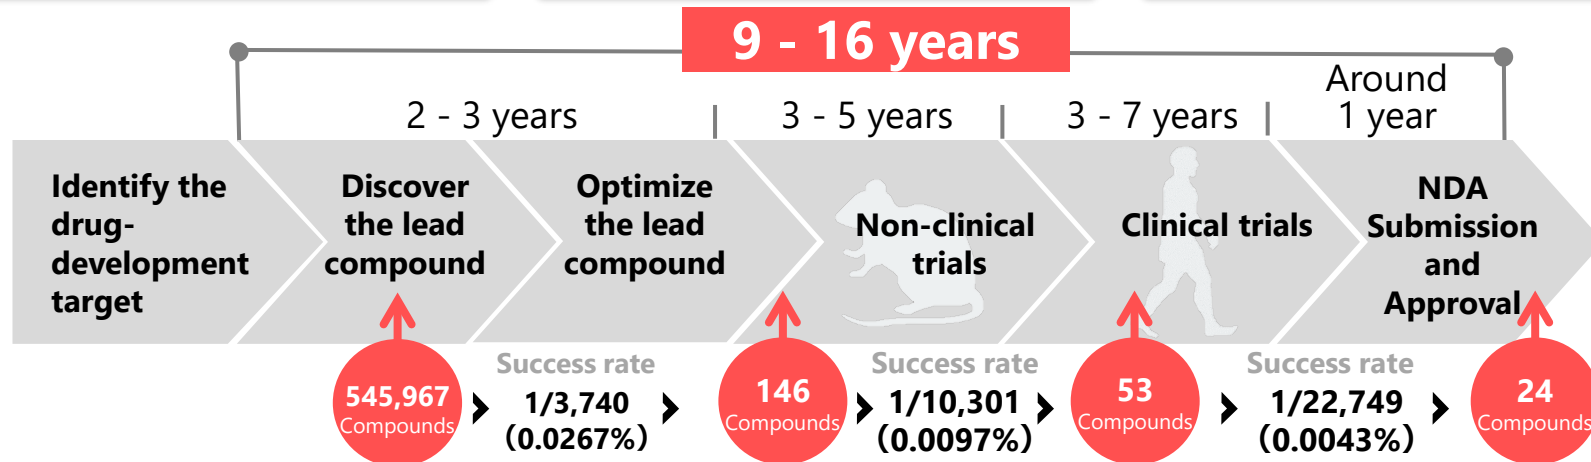 9 - 16 years
2 - 3 years
3 - 5 years
3 - 7 years
Around
1 year
Identify the
drug-
development
target
Discover
the lead
compound
Optimize
the lead
compound
Non-clinical
trials
Clinical trials
NDA
Submission
and
Approval
545,967
Compounds
Success rate
1/3,740
(0.0267%)
146
Compounds
Success rate
1/10,301
(0.0097%)
53
Compounds
Success rate
1/22,749
(0.0043%)
24
Compounds